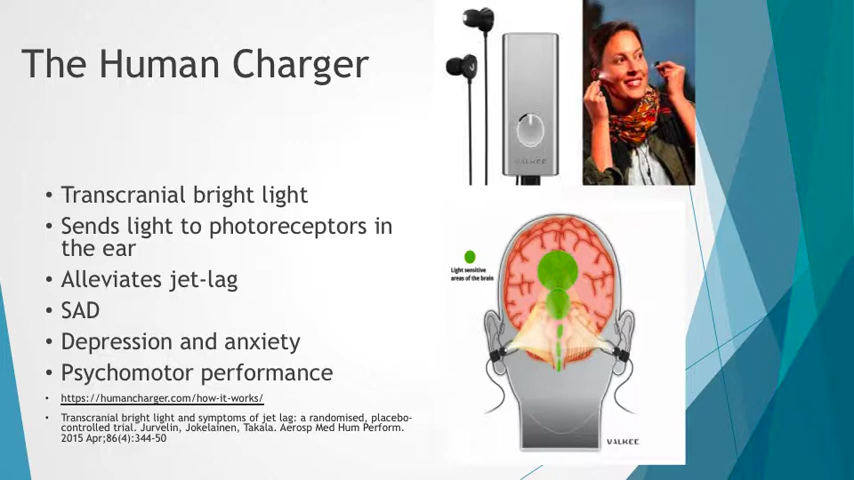 The Human Charger
VALKEE
• Transcranial bright light
• Sends light to photoreceptors in
the ear
• Alleviates jet-lag
• SAD
• Depression and anxiety
• Psychomotor performance
• https://humancharger.com/how-it-works/
• Transcranial bright light and symptoms of jet lag: a randomised, placebo-
controlled trial. Jurvelin, Jokelainen, Takala. Aerosp Med Hum Perform.
2015 Apr;86(4):344-50
Light sensitive
areas of the brain
VALKEE